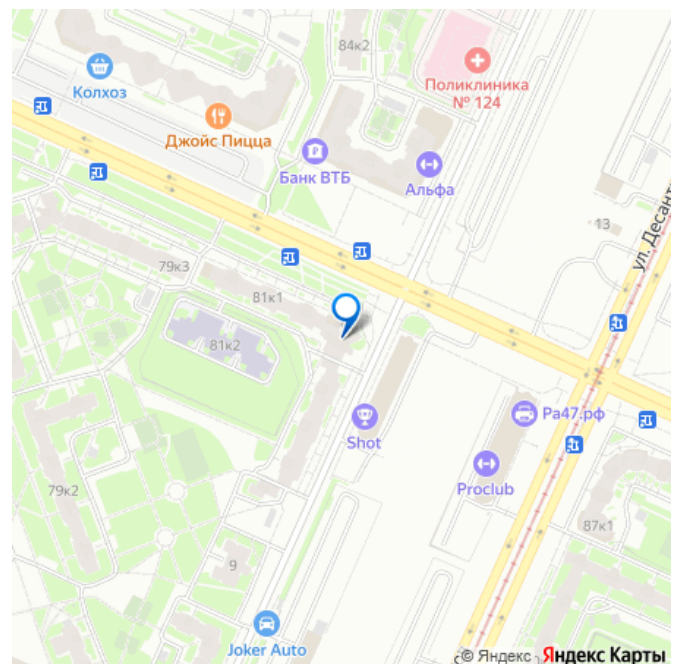 84к2
Колхоз
Поликлиника
№ 124
Джойс Пицца
Банк ВТБ
Альфа
ул. Десант
13
79к3
81к1
81к2
Ра47.рф
Shot
Proclub
79к2
87к1
9
Joker Auto
© Яндекс Яндекс Карты